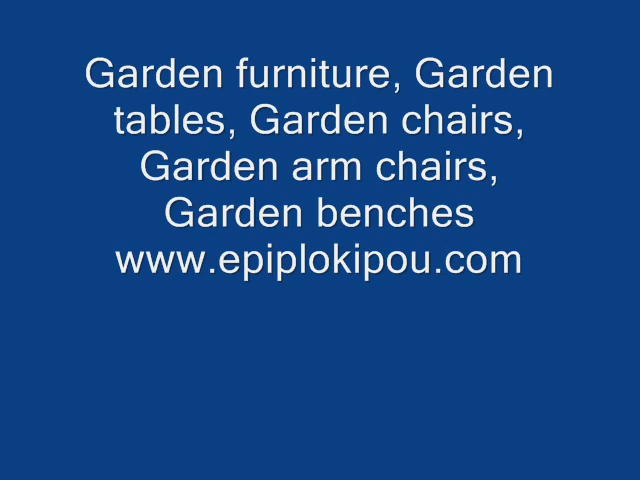 Garden furniture, Garden
tables, Garden chairs,
Garden arm chairs,
Garden benches
www.epiplokipou.com